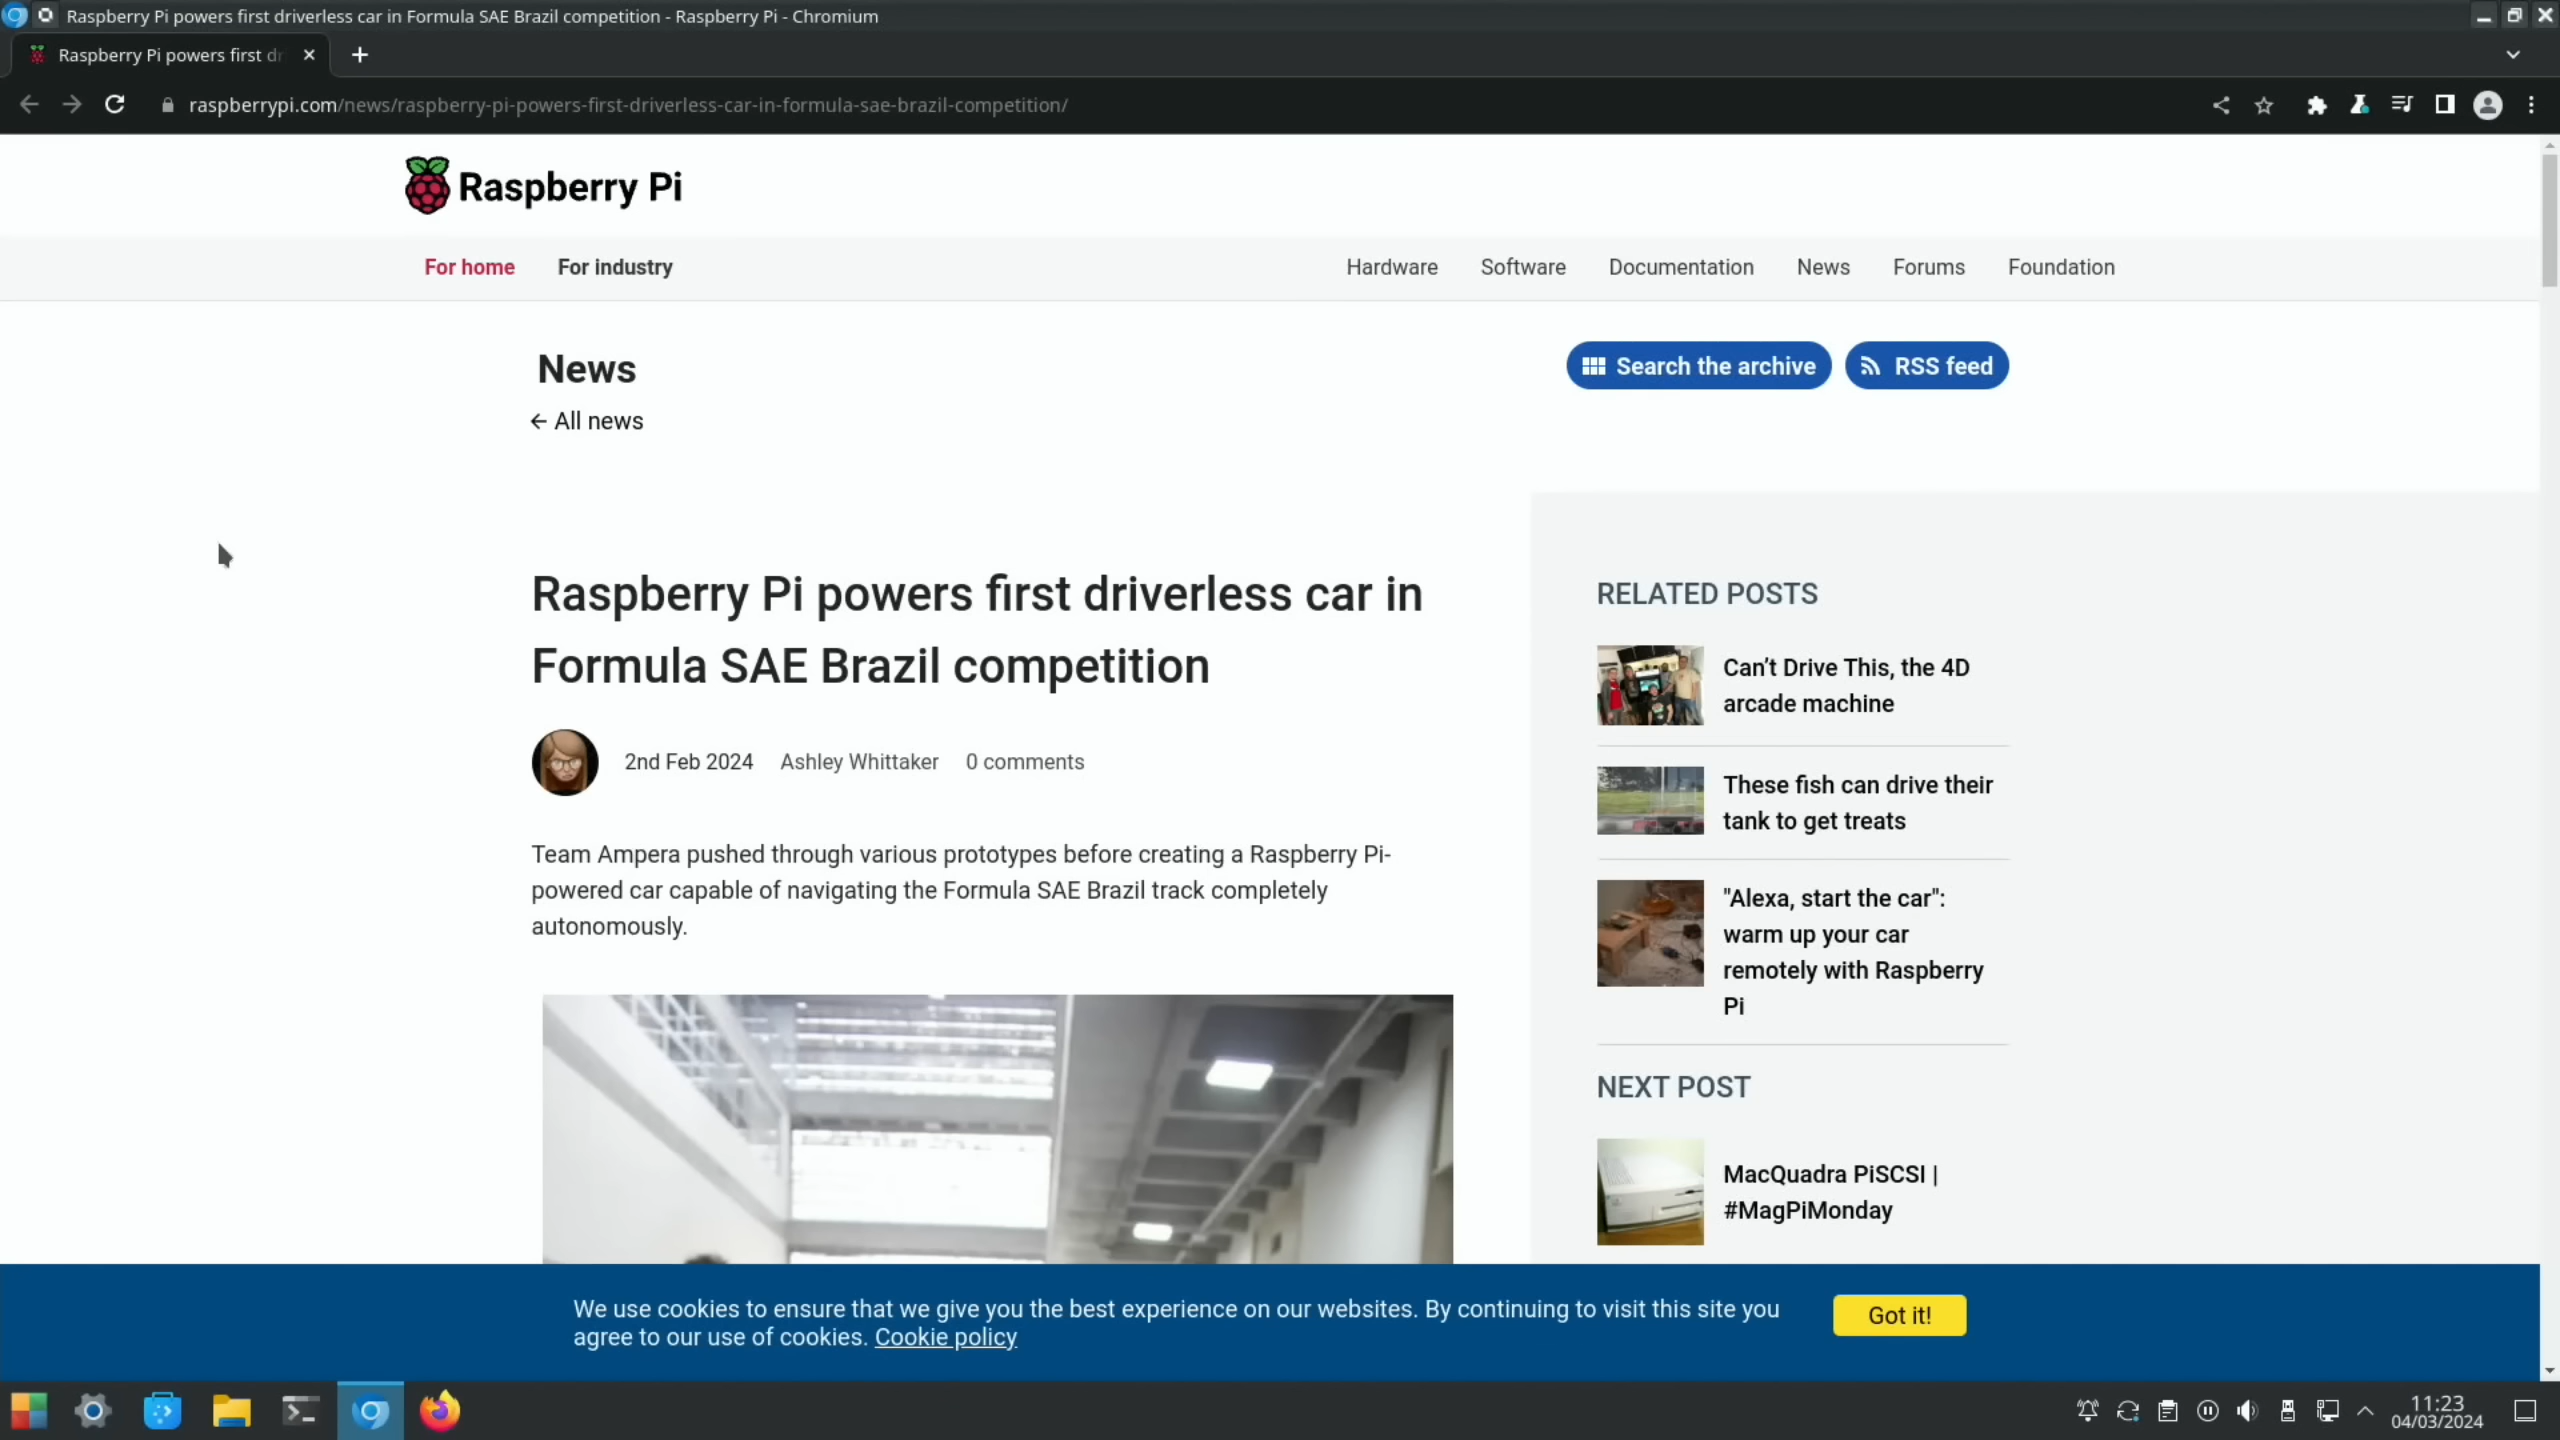 Raspberry Pi powers first driverless car in Formula SAE Brazil competition - Raspberry Pi - Chromium
Raspberry Pi powers first dr
raspberrypi.com/news/raspberry-pi-powers-first-driverless-car-in-formula-sae-brazil-competition/
Raspberry Pi
For home For industry Hardware Software Documentation News Forums Foundation
News
Search the archive RSS feed
← All news
Raspberry Pi powers first driverless car in
Formula SAE Brazil competition
2nd Feb 2024 Ashley Whittaker 0 comments
Team Ampera pushed through various prototypes before creating a Raspberry Pi-
powered car capable of navigating the Formula SAE Brazil track completely
autonomously.
RELATED POSTS
Can't Drive This, the 4D
arcade machine
These fish can drive their
tank to get treats
"Alexa, start the car":
warm up your car
remotely with Raspberry
Pi
NEXT POST
MacQuadra PiSCSI |
#MagPiMonday
We use cookies to ensure that we give you the best experience on our websites. By continuing to visit this site you
agree to our use of cookies. Cookie policy
Got it!
11:23
04/03/2024